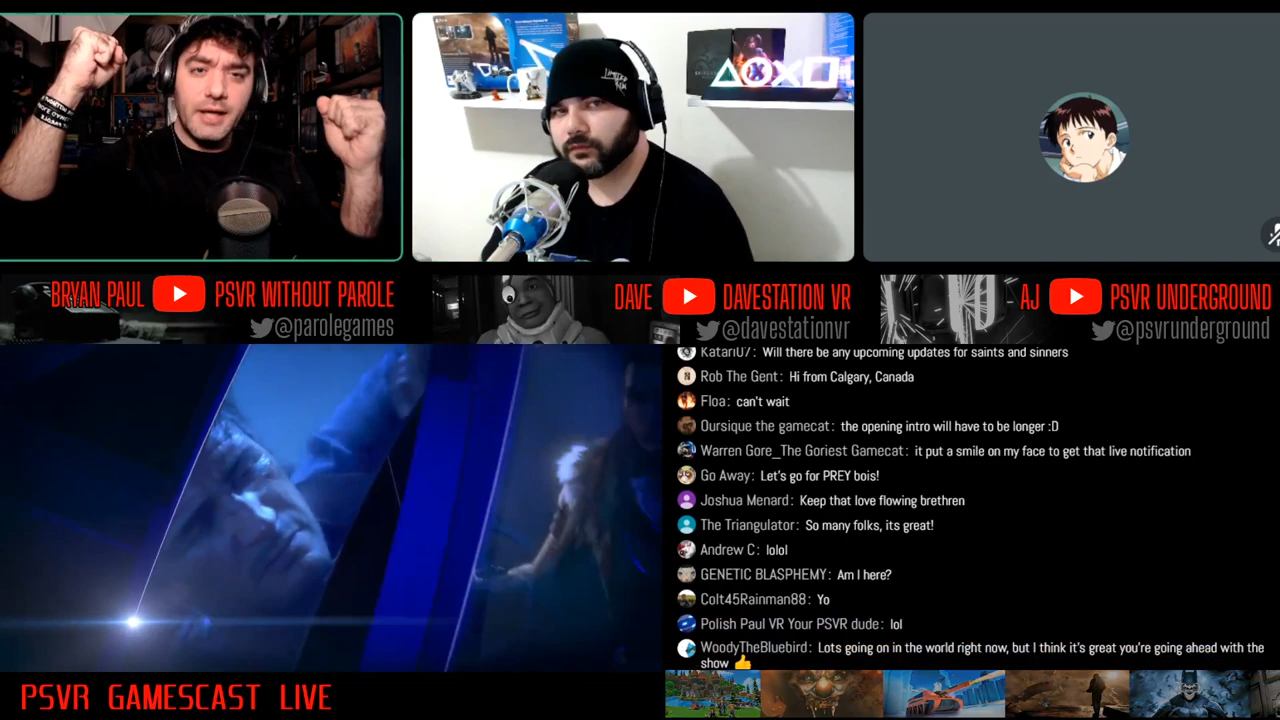 LIMITED RUN
BRYAN PAUL
PSVR WITHOUT PAROLE
@parolegames
DAVE
DAVESTATION VR
@davestationvr
AJ
PSVR UNDERGROUND
@psvrunderground
Katari07: Will there be any upcoming updates for saints and sinners
Rob The Gent: Hi from Calgary, Canada
Floa: can't wait
Oursique the gamecat: the opening intro will have to be longer :D
Warren Gore_The Goriest Gamecat: it put a smile on my face to get that live notification
Go Away: Let's go for PREY bois!
Joshua Menard: Keep that love flowing brethren
The Triangulator: So many folks, its great!
Andrew C: lolol
GENETIC BLASPHEMY: Am I here?
Colt45Rainman88: Yo
Polish Paul VR Your PSVR dude: lol
WoodyTheBluebird: Lots going on in the world right now, but I think it's great you're going ahead with the
show 👍
PSVR GAMESCAST LIVE